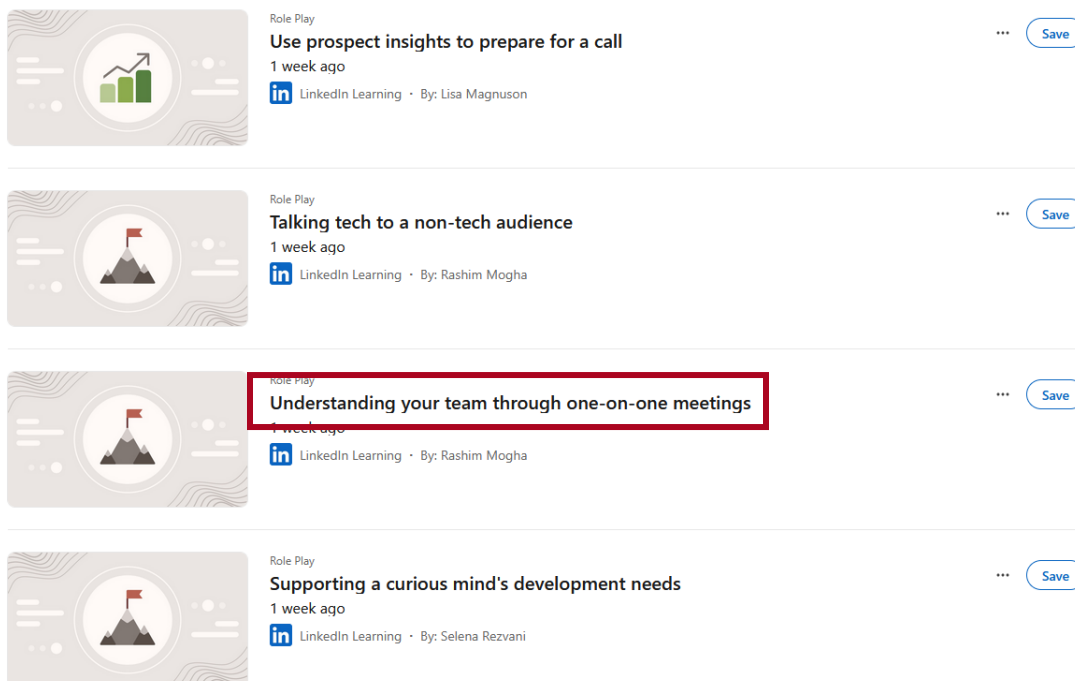 Role Play
Use prospect insights to prepare for a call
1 week ago
in LinkedIn Learning · By: Lisa Magnuson
... Save
Role Play
Talking tech to a non-tech audience
1 week ago
in LinkedIn Learning · By: Rashim Mogha
... Save
Role Play
Understanding your team through one-on-one meetings
1 week ago
in LinkedIn Learning · By: Rashim Mogha
... Save
Role Play
Supporting a curious mind's development needs
1 week ago
in LinkedIn Learning · By: Selena Rezvani
... Save